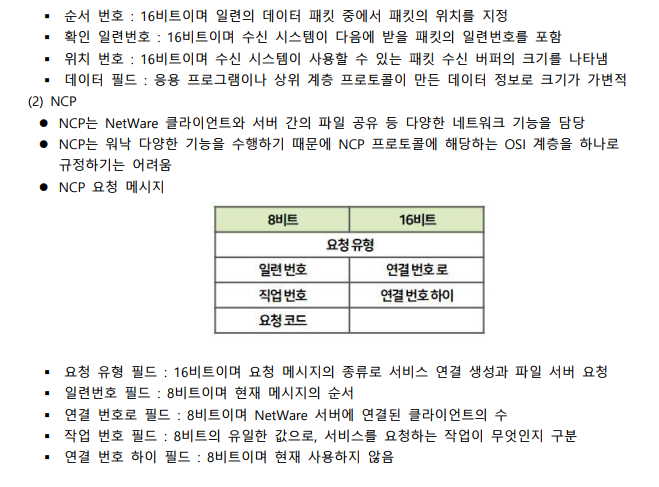 ▪ 순서 번호 : 16비트이며 일련의 데이터 패킷 중에서 패킷의 위치를 지정
▪ 확인 일련번호 : 16비트이며 수신 시스템이 다음에 받을 패킷의 일련번호를 포함
▪ 위치 번호 : 16비트이며 수신 시스템이 사용할 수 있는 패킷 수신 버퍼의 크기를 나타냄
▪ 데이터 필드 : 응용 프로그램이나 상위 계층 프로토콜이 만든 데이터 정보로 크기가 가변적
(2) NCP
● NCP는 NetWare 클라이언트와 서버 간의 파일 공유 등 다양한 네트워크 기능을 담당
● NCP는 워낙 다양한 기능을 수행하기 때문에 NCP 프로토콜에 해당하는 OSI 계층을 하나로
규정하기는 어려움
● NCP 요청 메시지
8비트 16비트
요청 유형
일련 번호 연결 번호 로
직업 번호 연결 번호 하이
요청 코드
▪ 요청 유형 필드 : 16비트이며 요청 메시지의 종류로 서비스 연결 생성과 파일 서버 요청
▪ 일련번호 필드 : 8비트이며 현재 메시지의 순서
▪ 연결 번호로 필드 : 8비트이며 NetWare 서버에 연결된 클라이언트의 수
▪ 작업 번호 필드 : 8비트의 유일한 값으로, 서비스를 요청하는 작업이 무엇인지 구분
▪ 연결 번호 하이 필드 : 8비트이며 현재 사용하지 않음